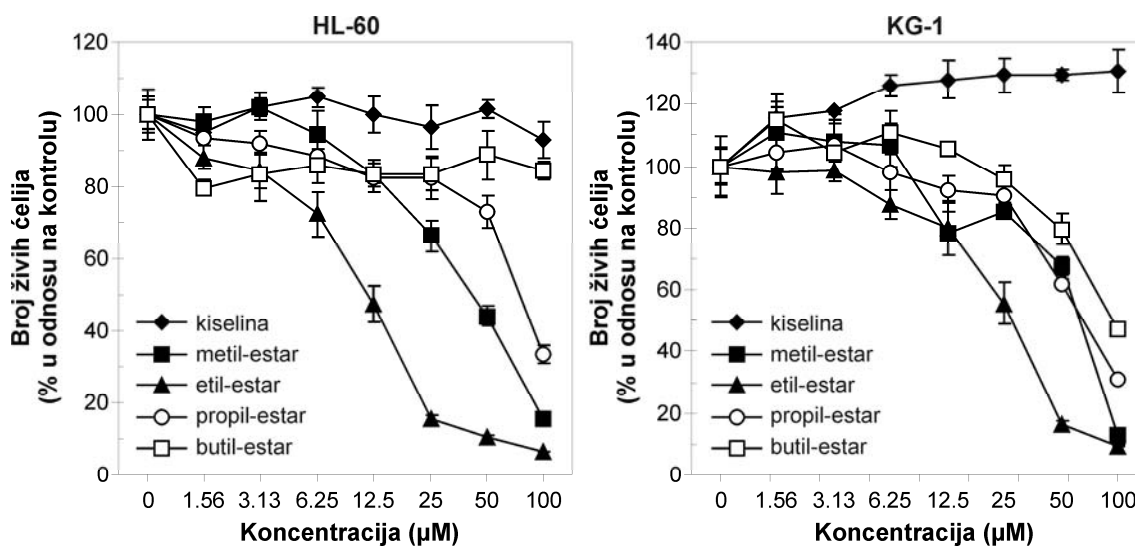 HL-60
Broj živih ćelija
(% u odnosu na kontrolu)
120
100
80
60
40
20
0
kiselina
metil-estar
etil-estar
propil-estar
butil-estar
0 1.56 3.13 6.25 12.5 25 50 100
Koncentracija (µM)
KG-1
Broj živih ćelija
(% u odnosu na kontrolu)
140
120
100
80
60
40
20
0
kiselina
metil-estar
etil-estar
propil-estar
butil-estar
0 1.56 3.13 6.25 12.5 25 50 100
Koncentracija (µM)